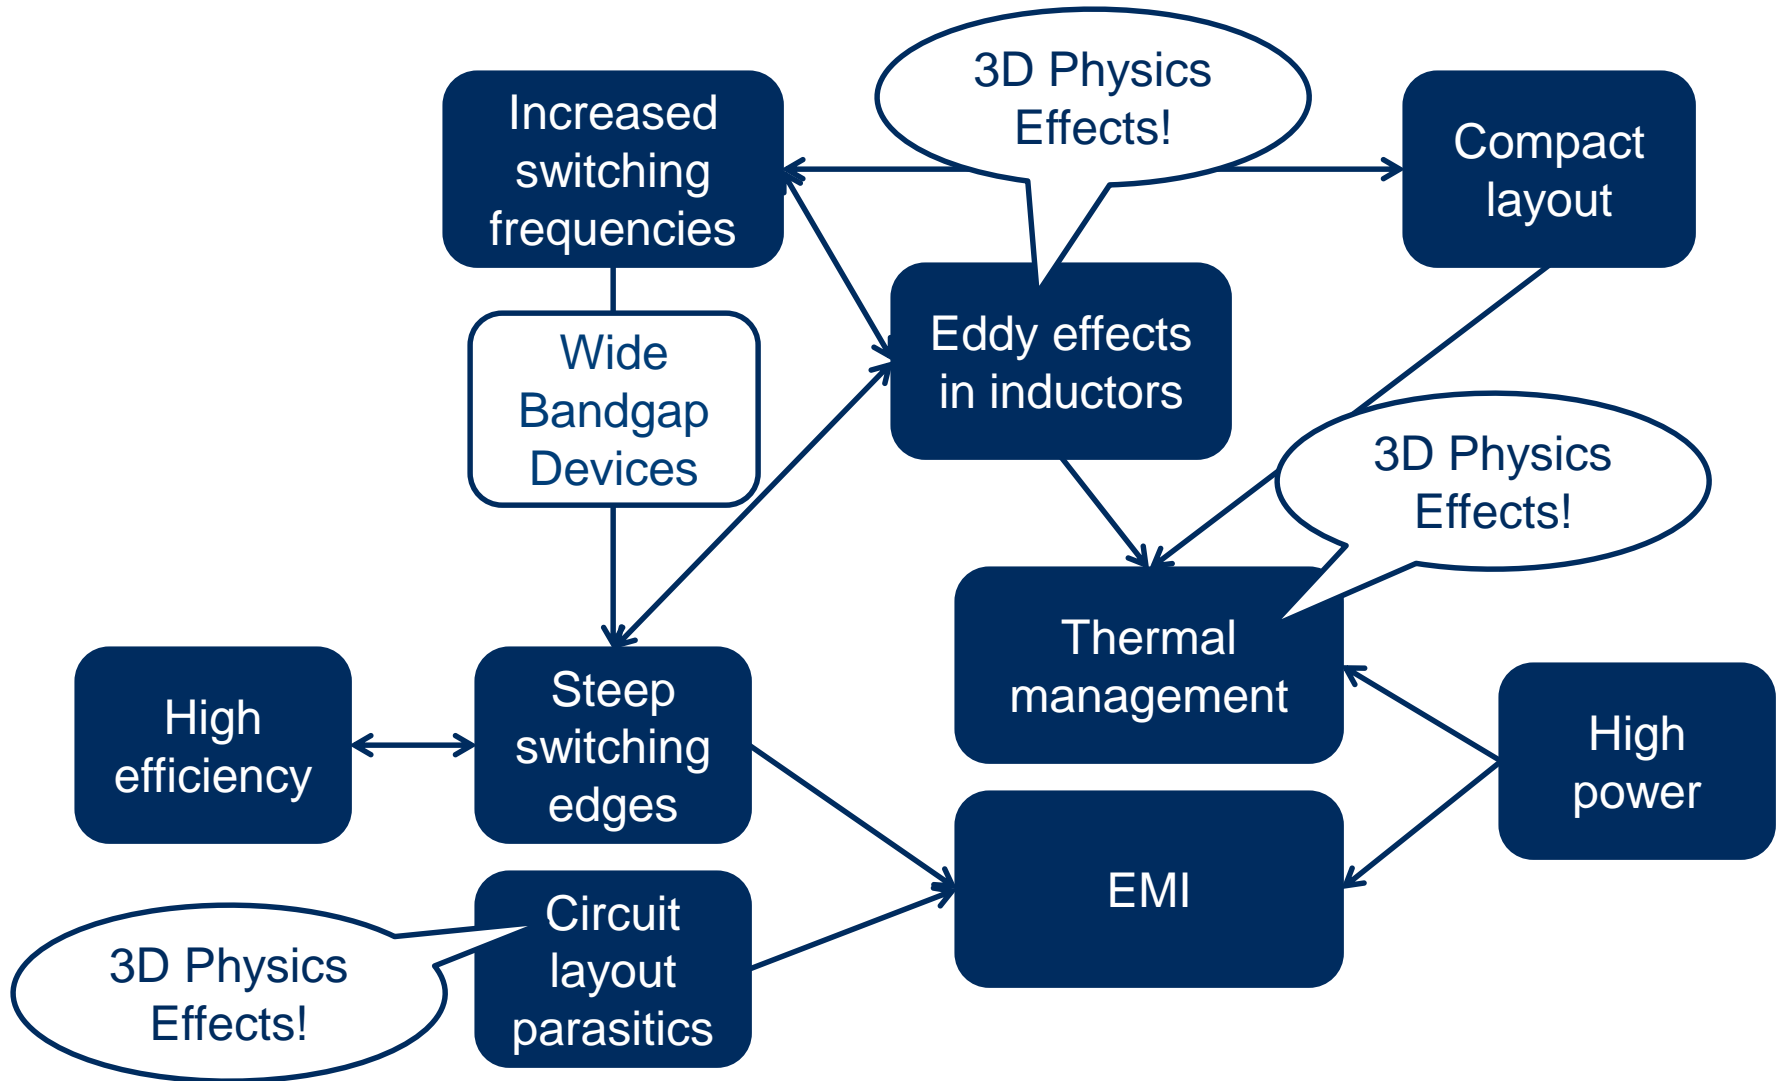 3D Physics
Effects!
Increased
switching
frequencies
Compact
layout
Eddy effects
in inductors
Wide
Bandgap
Devices
3D Physics
Effects!
Thermal
management
High
efficiency
Steep
switching
edges
High
power
EMI
Circuit
layout
parasitics
3D Physics
Effects!